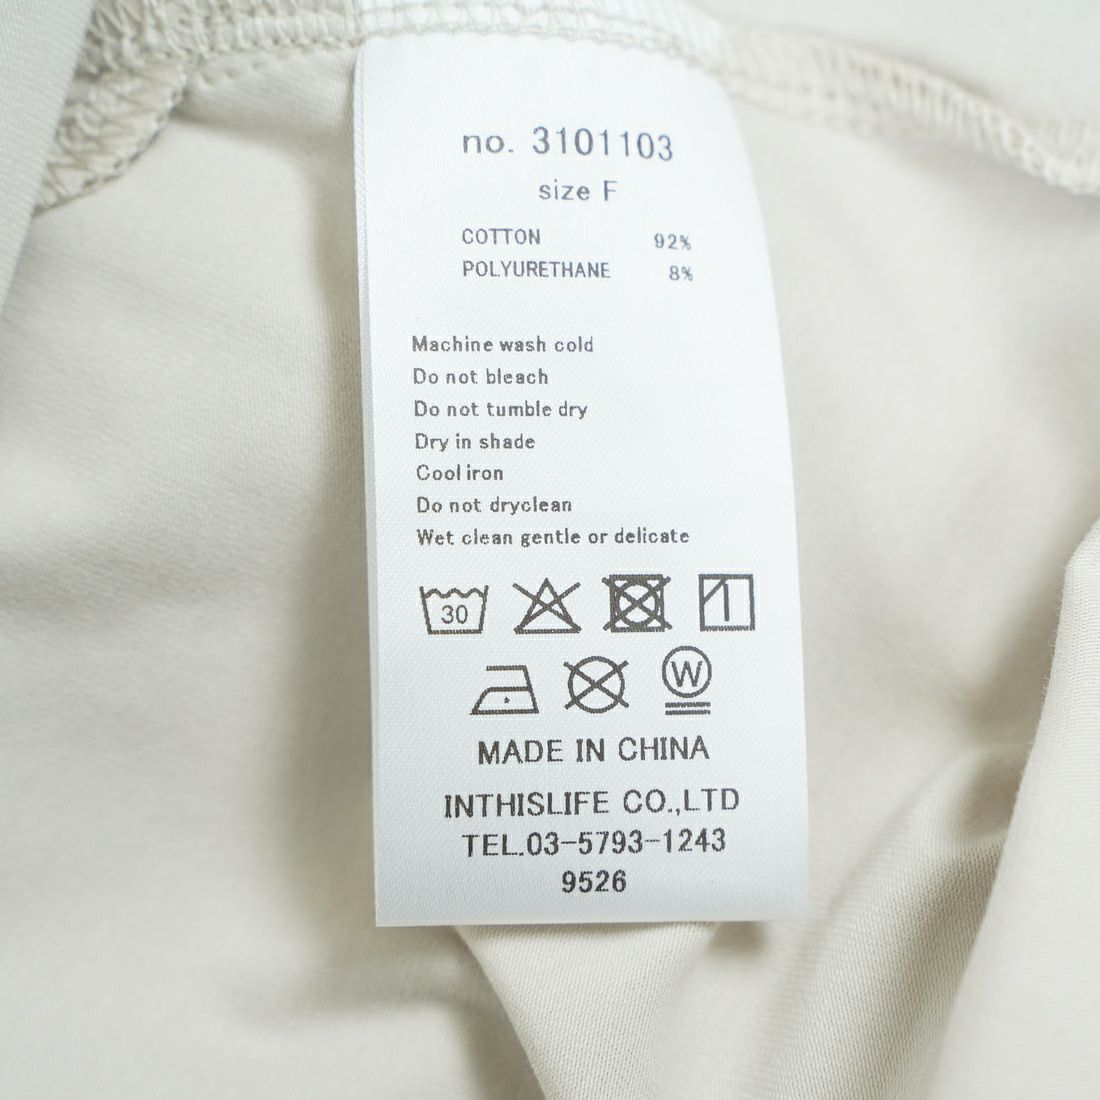 no. 3101103
size F
COTTON 92%
POLYURETHANE 8%
Machine wash cold
Do not bleach
Do not tumble dry
Dry in shade
Cool iron
Do not dryclean
Wet clean gentle or delicate
30
W
MADE IN CHINA
INTHISLIFE CO.,LTD
TEL.03-5793-1243
9526